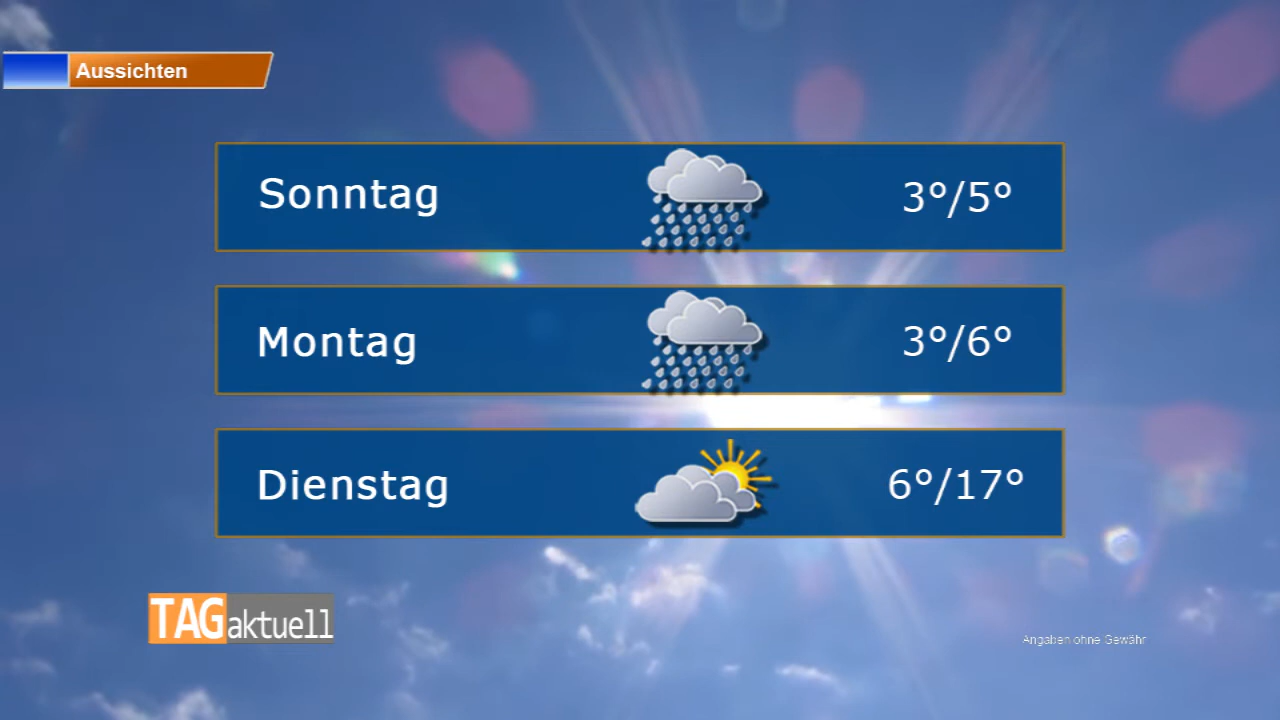 Aussichten
Sonntag 3°/5°
Montag 3°/6°
Dienstag 6°/17°
TAGaktuell
Angaben ohne Gewähr